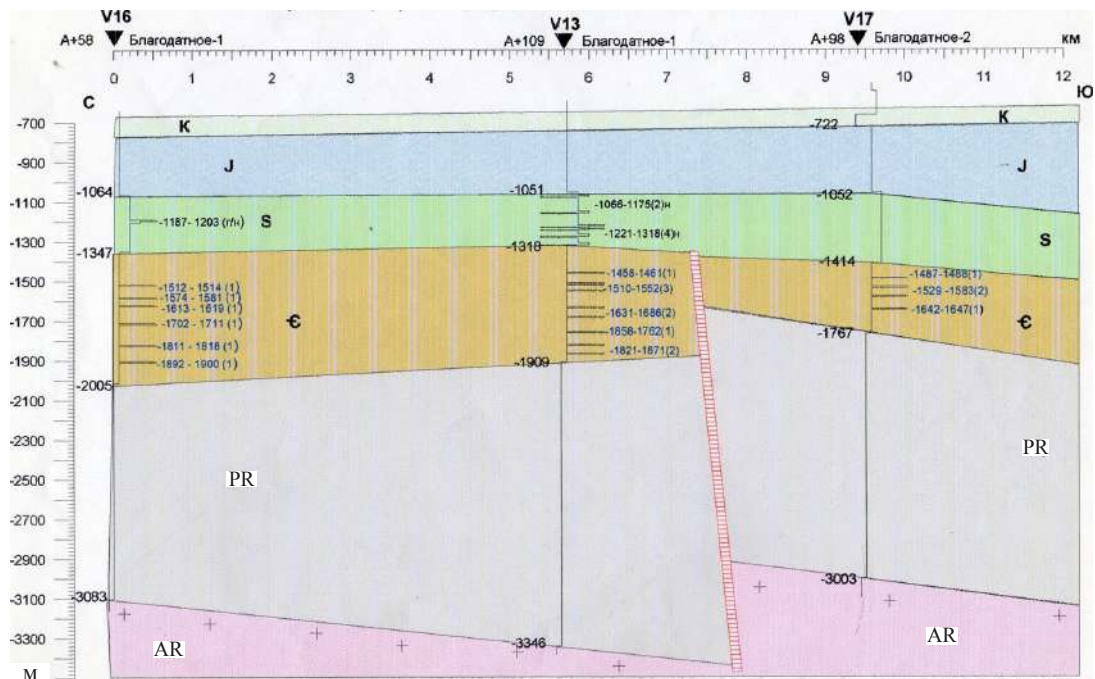 V16
V13
V17
A+58
Благодатное-1
A+109
Благодатное-1
A+98
Благодатное-2
км
0
1
2
3
4
5
6
7
8
9
10
11
12
С
Ю
-700
-900
-1100
-1300
-1500
-1700
-1900
-2100
-2300
-2500
-2700
-2900
-3100
-3300
М
K
K
-722
J
J
-1064
-1051
-1052
-1187- 1203 (г/н)
S
-1066-1175(2)н
-1221-1318(4)н
S
-1347
-1318
-1414
-1512 - 1514 (1)
-1574 - 1581 (1)
-1613 - 1619 (1)
-1702 - 1711 (1)
-1811 - 1818 (1)
-1892 - 1900 (1)
Є
-1458-1461(1)
-1510-1552(3)
-1631-1686(2)
-1858-1762(1)
-1821-1871(2)
-1487-1488(1)
-1529-1583(2)
-1642-1647(1)
Є
-2005
-1909
-1767
PR
PR
-3083
-3346
-3003
AR
AR